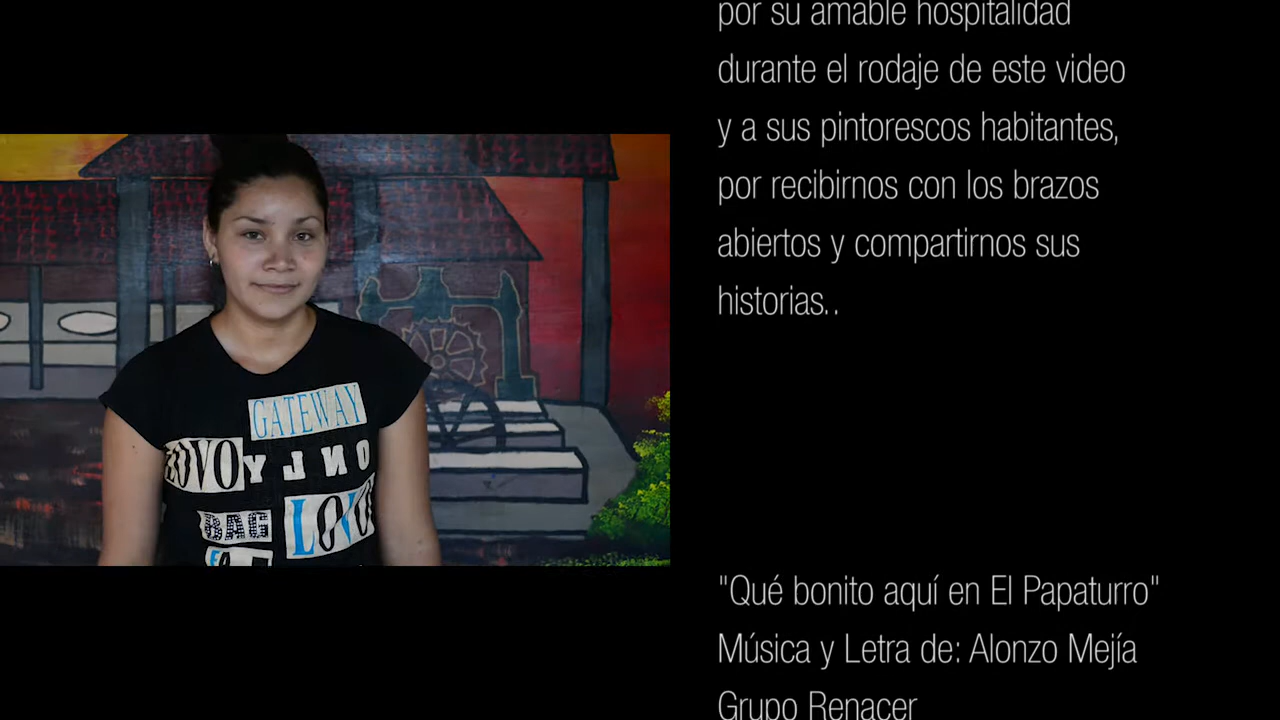 por su amable hospitalidad
durante el rodaje de este video
y a sus pintorescos habitantes,
por recibirnos con los brazos
abiertos y compartirnos sus
historias. .
"Qué bonito aquí en El Papaturro"
Música y Letra de: Alonzo Mejía
Grupo Renacer
GATEWAY
BAG